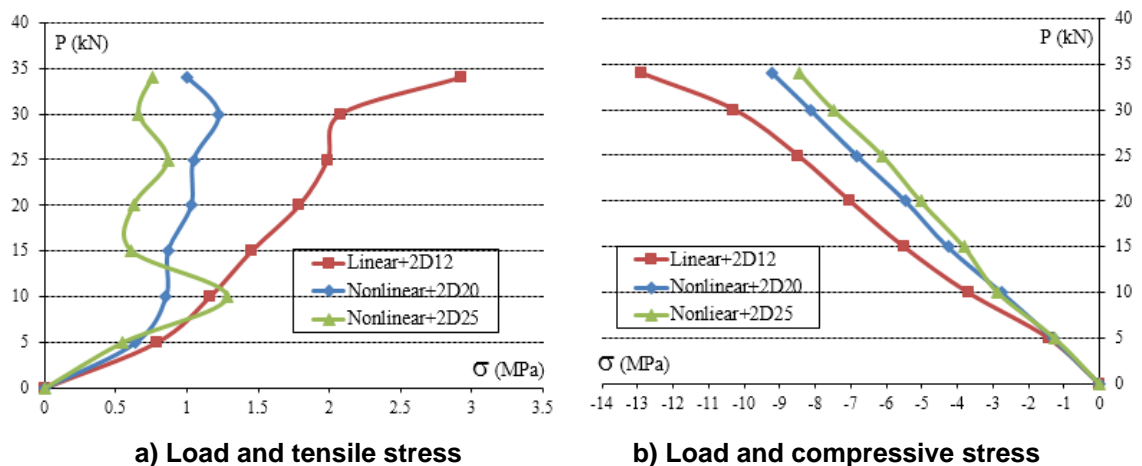 40
P (kN)
35
30
25
20
15
10
5
0
Linear+2D12
Nonlinear+2D20
Nonlinear+2D25
σ (MPa)
0 0.5 1 1.5 2 2.5 3 3.5
a) Load and tensile stress
40
P (kN)
35
30
25
20
15
10
5
0
Linear+2D12
Nonlinear+2D20
Nonliear+2D25
σ (MPa)
-14 -13 -12 -11 -10 -9 -8 -7 -6 -5 -4 -3 -2 -1 0
b) Load and compressive stress